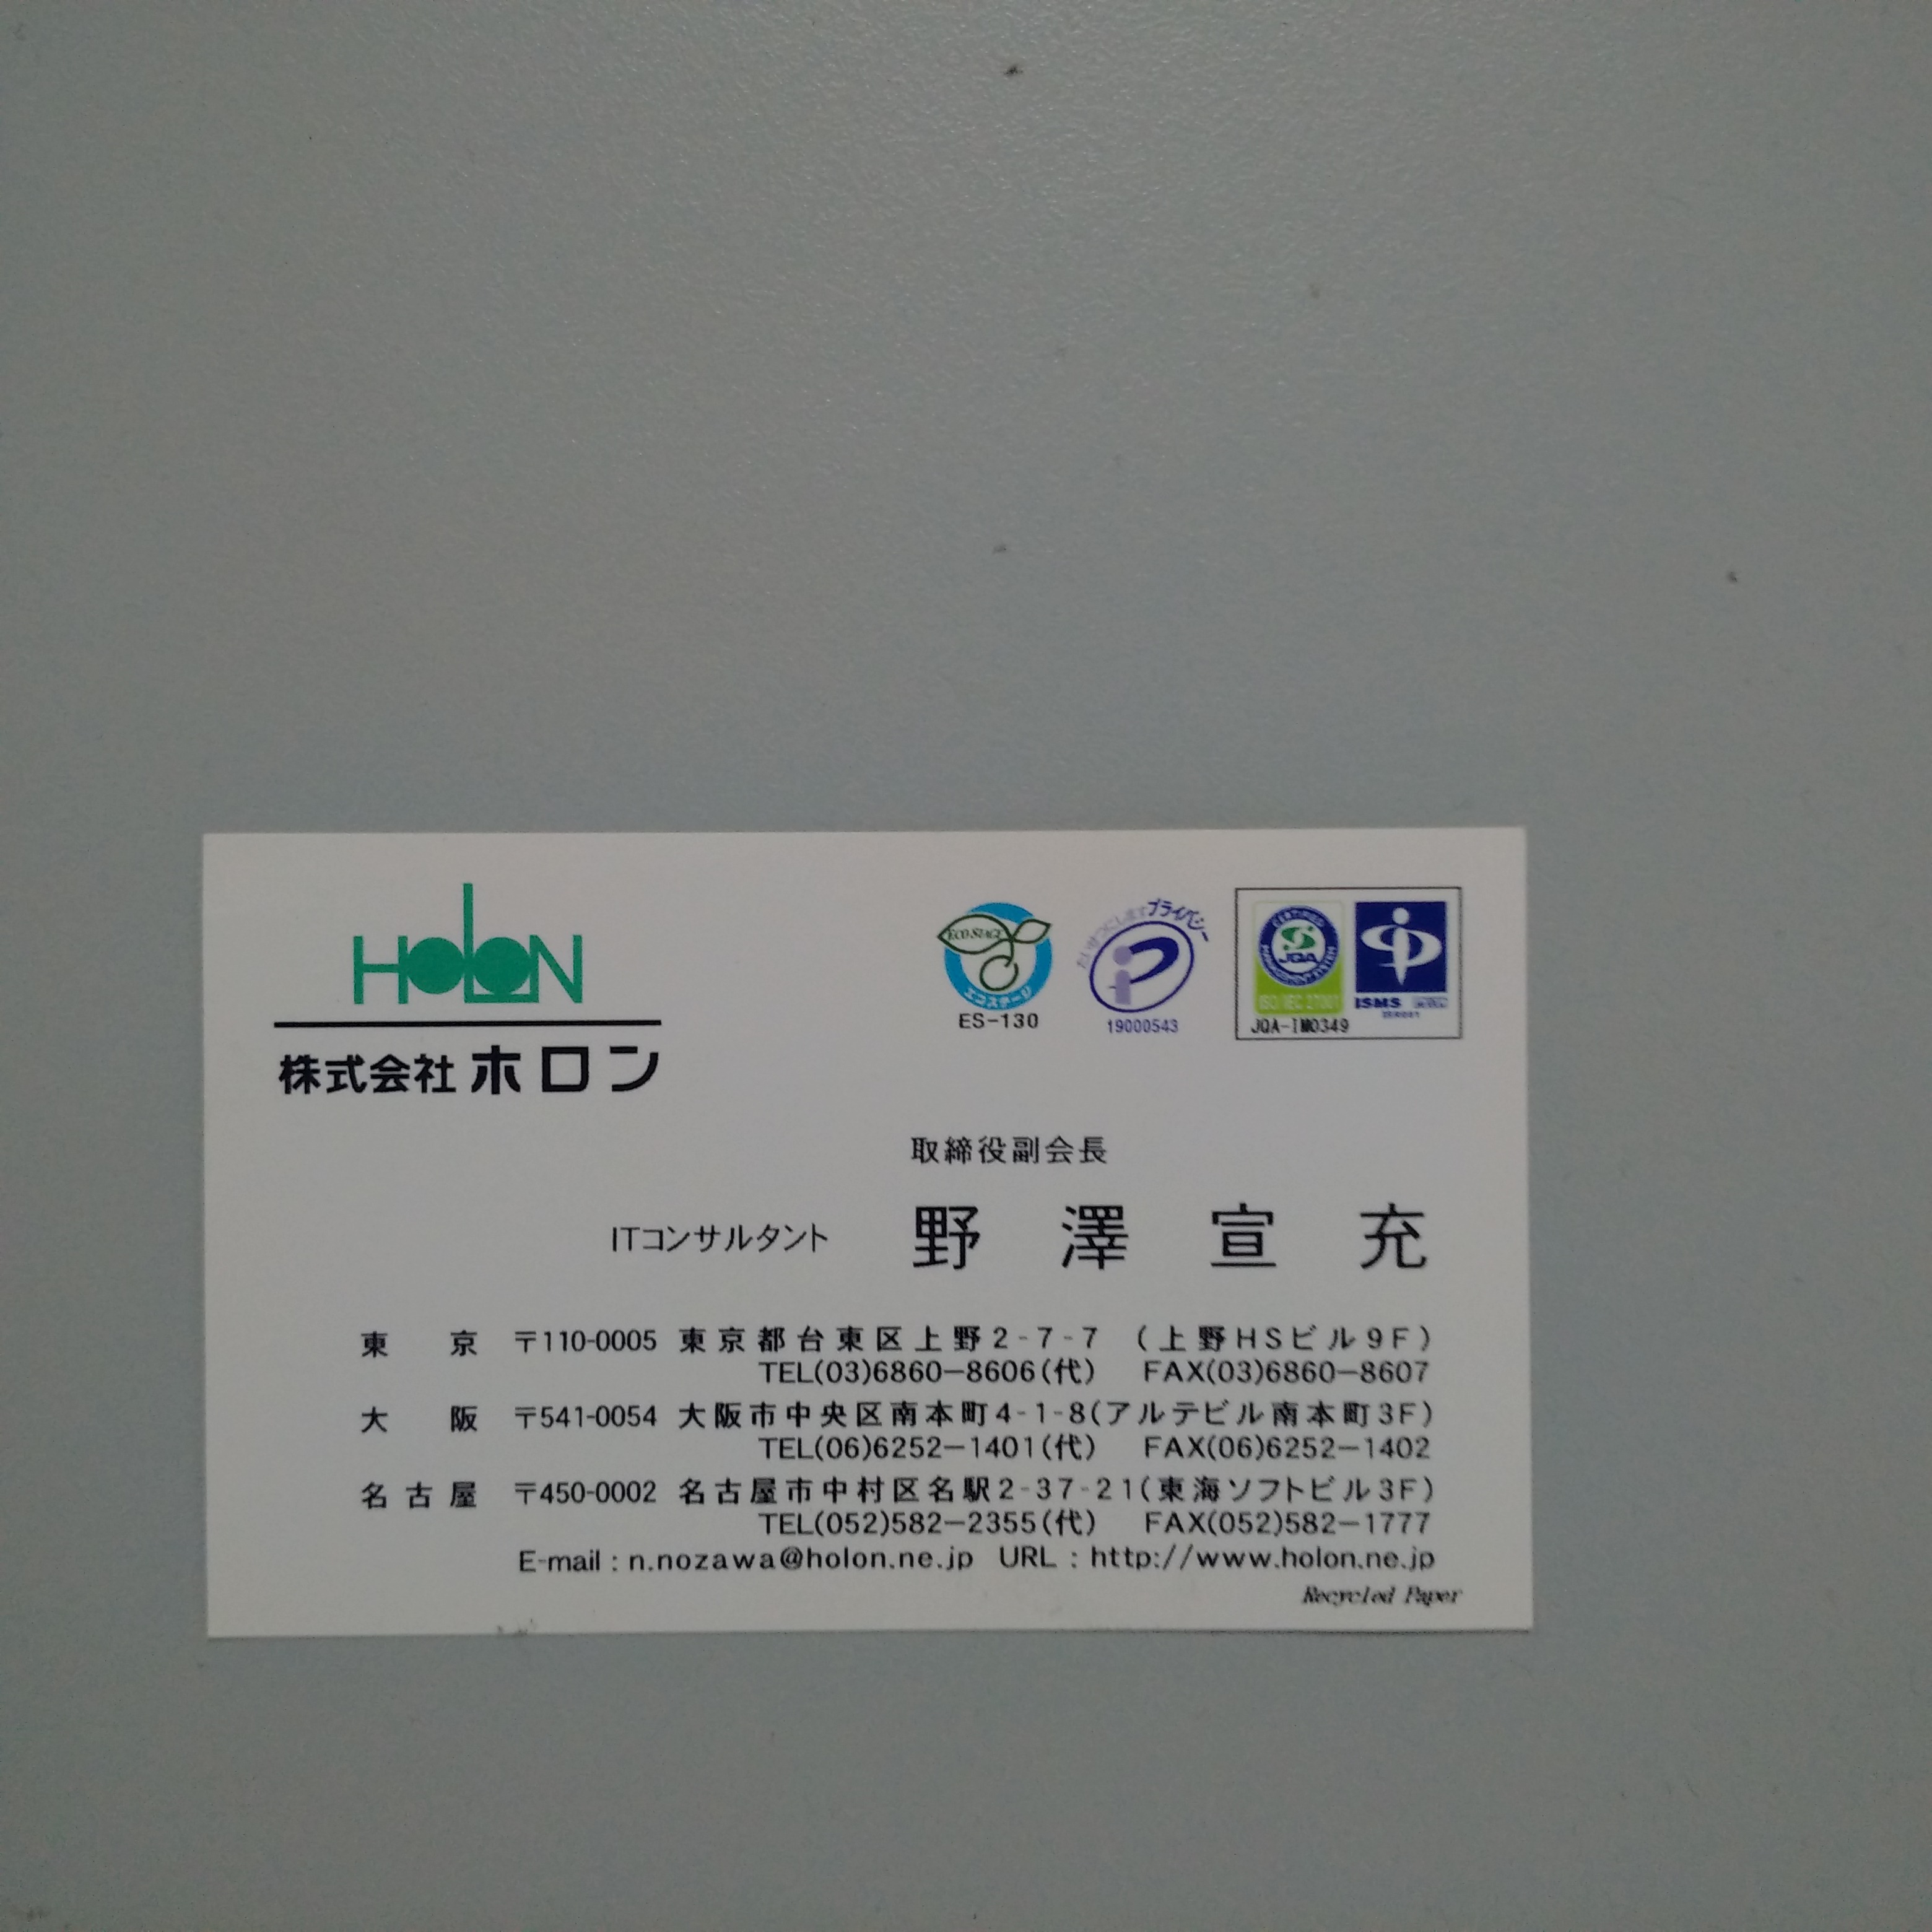 HOLON
株式会社ホロン
ECO-STAGE
エコステージ
ES-130
たいせつにしますプライバシー
19000543
JQA
MANAGEMENT SYSTEM
ISO/IEC 27001
JQA-IM0349
ISMS
取締役副会長
ITコンサルタント 野澤宣充
東京 〒110-0005 東京都台東区上野2-7-7 (上野HSビル9F)
TEL(03)6860-8606(代) FAX(03)6860-8607
大阪 〒541-0054 大阪市中央区南本町4-1-8(アルテビル南本町3F)
TEL(06)6252-1401(代) FAX(06)6252-1402
名古屋 〒450-0002 名古屋市中村区名駅2-37-21(東海ソフトビル3F)
TEL(052)582-2355(代) FAX(052)582-1777
E-mail : n.nozawa@holon.ne.jp URL : http://www.holon.ne.jp
Recycled Paper